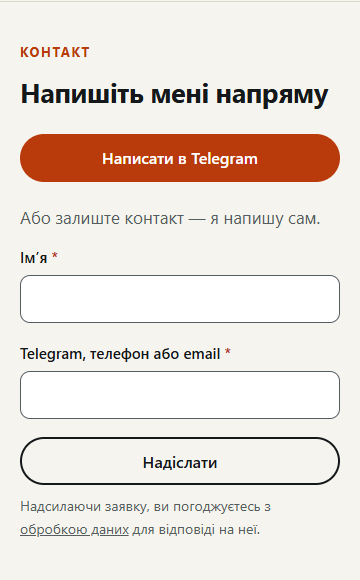 КОНТАКТ
Напишіть мені напряму
Написати в Telegram
Або залиште контакт — я напишу сам.
Ім’я *
Telegram, телефон або email *
Надіслати
Надсилаючи заявку, ви погоджуєтесь з
обробкою даних для відповіді на неї.